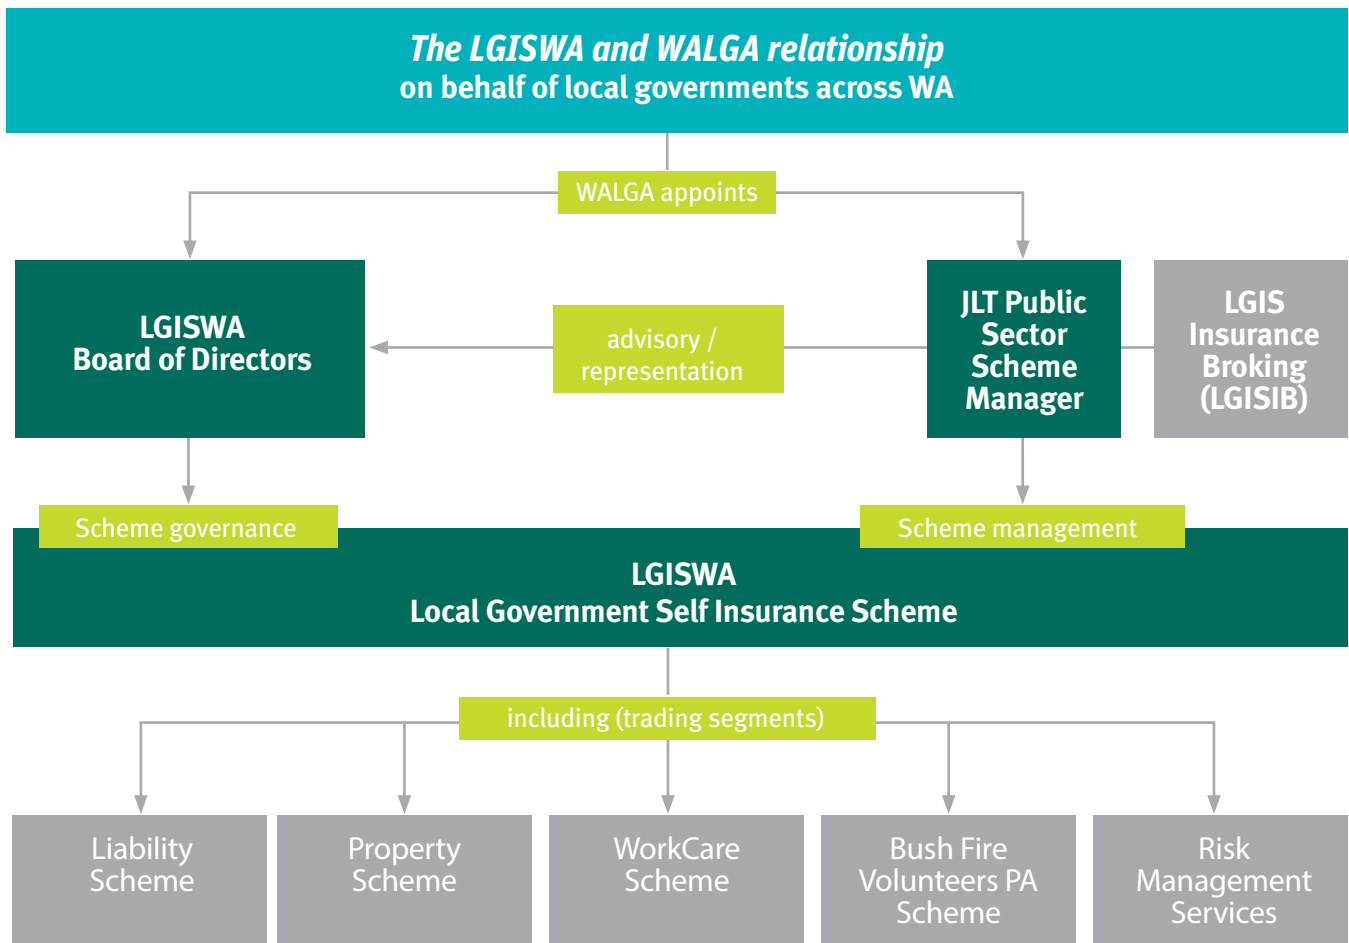 The LGISWA and WALGA relationship
on behalf of local governments across WA
WALGA appoints
LGISWA
Board of Directors
advisory /
representation
JLT Public
Sector
Scheme
Manager
LGIS
Insurance
Broking
(LGISIB)
Scheme governance
Scheme management
LGISWA
Local Government Self Insurance Scheme
including (trading segments)
Liability
Scheme
Property
Scheme
WorkCare
Scheme
Bush Fire
Volunteers PA
Scheme
Risk
Management
Services